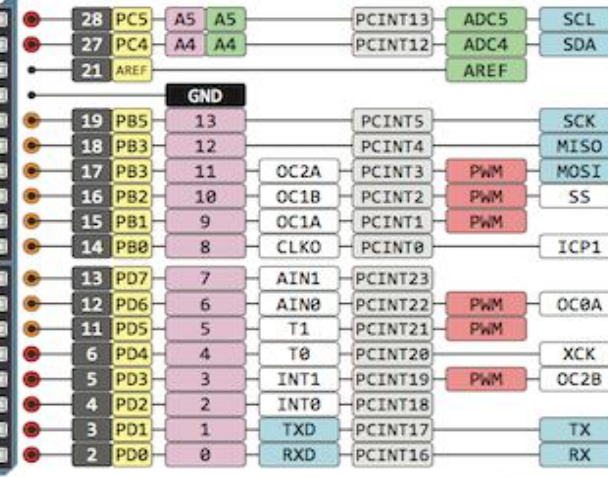 28 PC5 A5 A5 PCINT13 ADC5 SCL
27 PC4 A4 A4 PCINT12 ADC4 SDA
21 AREF AREF
GND
19 PB5 13 PCINT5 SCK
18 PB3 12 PCINT4 MISO
17 PB3 11 OC2A PCINT3 PWM MOSI
16 PB2 10 OC1B PCINT2 PWM SS
15 PB1 9 OC1A PCINT1 PWM
14 PB0 8 CLKO PCINT0 ICP1
13 PD7 7 AIN1 PCINT23
12 PD6 6 AIN0 PCINT22 PWM OC0A
11 PD5 5 T1 PCINT21 PWM
6 PD4 4 T0 PCINT20 XCK
5 PD3 3 INT1 PCINT19 PWM OC2B
4 PD2 2 INT0 PCINT18
3 PD1 1 TXD PCINT17 TX
2 PD0 0 RXD PCINT16 RX